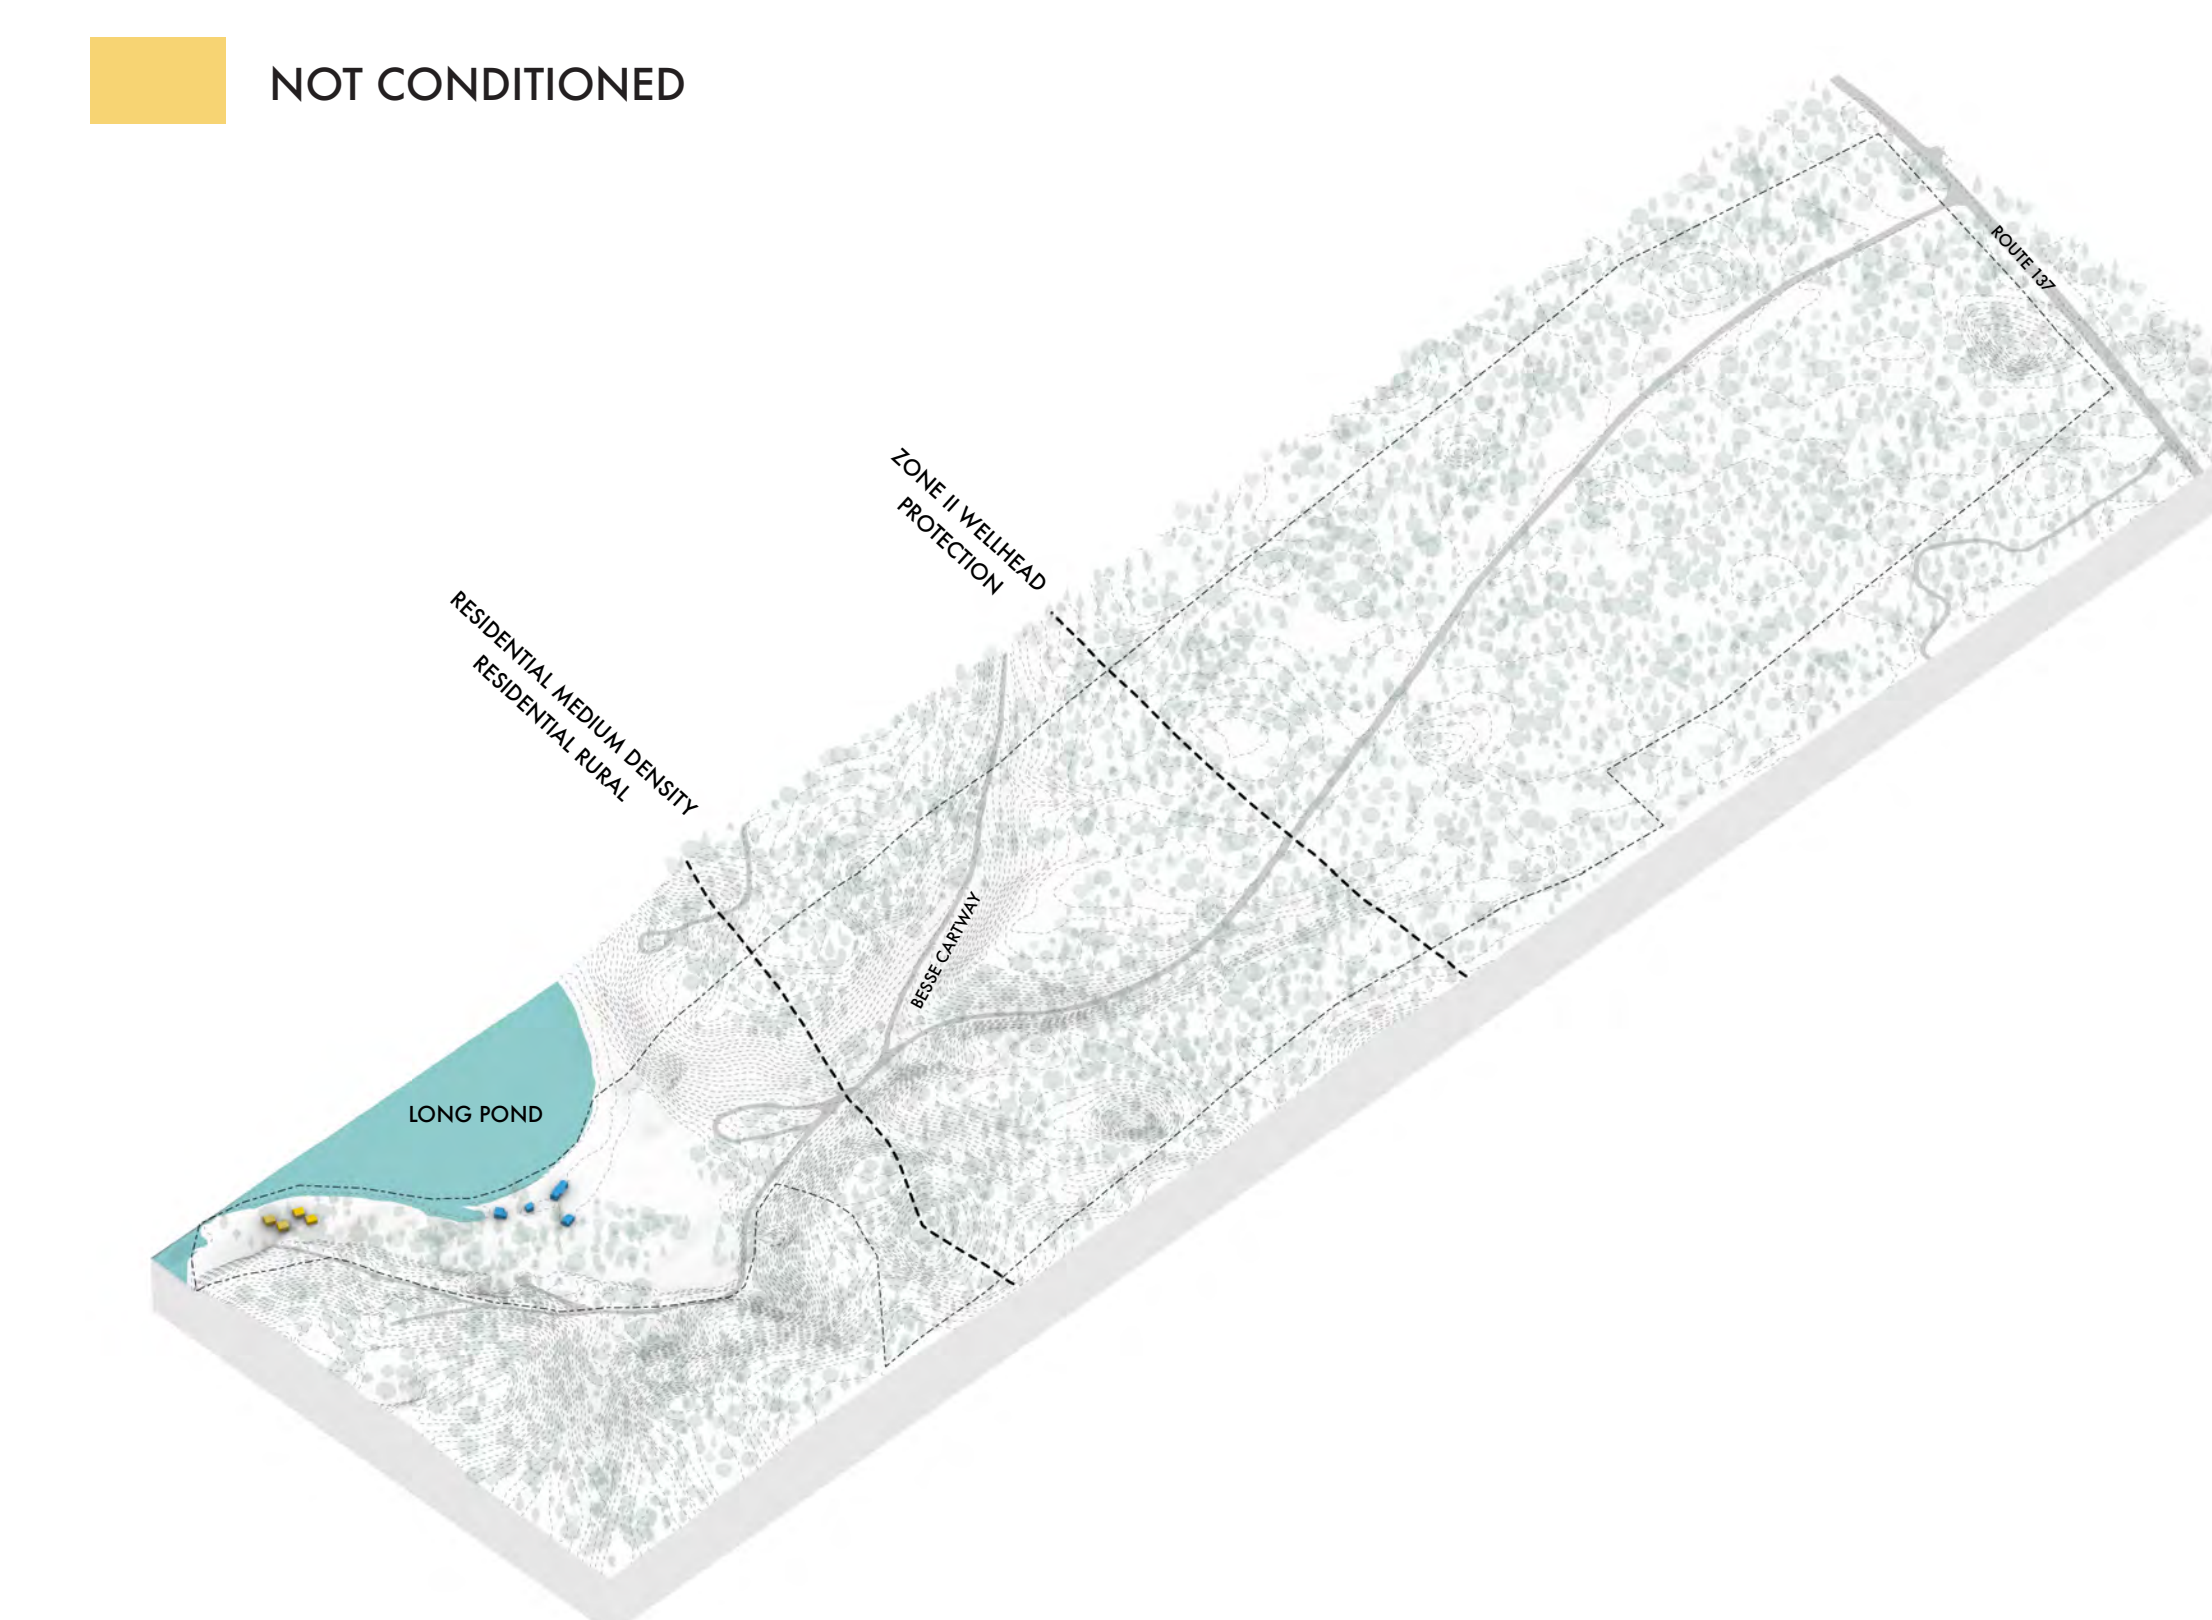 NOT CONDITIONED
ROUTE 137
ZONE II WELLHEAD
PROTECTION
RESIDENTIAL MEDIUM DENSITY
RESIDENTIAL RURAL
BESSE CARTWAY
LONG POND